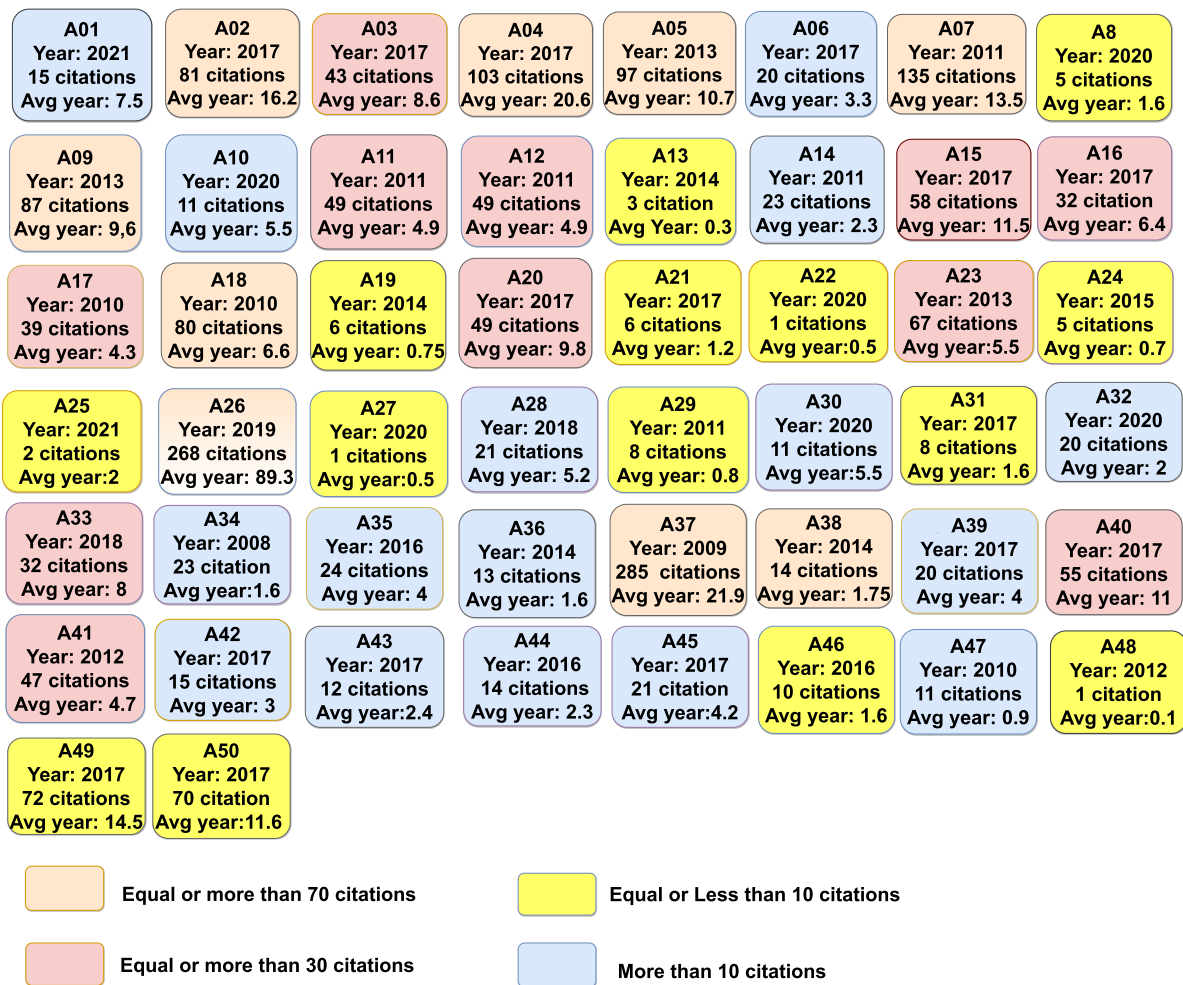 A01
Year: 2021
15 citations
Avg year: 7.5
A02
Year: 2017
81 citations
Avg year: 16.2
A03
Year: 2017
43 citations
Avg year: 8.6
A04
Year: 2017
103 citations
Avg year: 20.6
A05
Year: 2013
97 citations
Avg year: 10.7
A06
Year: 2017
20 citations
Avg year: 3.3
A07
Year: 2011
135 citations
Avg year: 13.5
A8
Year: 2020
5 citations
Avg year: 1.6
A09
Year: 2013
87 citations
Avg year: 9,6
A10
Year: 2020
11 citations
Avg year: 5.5
A11
Year: 2011
49 citations
Avg year: 4.9
A12
Year: 2011
49 citations
Avg year: 4.9
A13
Year: 2014
3 citation
Avg Year: 0.3
A14
Year: 2011
23 citations
Avg year: 2.3
A15
Year: 2017
58 citations
Avg year: 11.5
A16
Year: 2017
32 citation
Avg year: 6.4
A17
Year: 2010
39 citations
Avg year: 4.3
A18
Year: 2010
80 citations
Avg year: 6.6
A19
Year: 2014
6 citations
Avg year: 0.75
A20
Year: 2017
49 citations
Avg year: 9.8
A21
Year: 2017
6 citations
Avg year: 1.2
A22
Year: 2020
1 citations
Avg year:0.5
A23
Year: 2013
67 citations
Avg year:5.5
A24
Year: 2015
5 citations
Avg year: 0.7
A25
Year: 2021
2 citations
Avg year:2
A26
Year: 2019
268 citations
Avg year: 89.3
A27
Year: 2020
1 citations
Avg year:0.5
A28
Year: 2018
21 citations
Avg year: 5.2
A29
Year: 2011
8 citations
Avg year: 0.8
A30
Year: 2020
11 citations
Avg year:5.5
A31
Year: 2017
8 citations
Avg year: 1.6
A32
Year: 2020
20 citations
Avg year: 2
A33
Year: 2018
32 citations
Avg year: 8
A34
Year: 2008
23 citation
Avg year:1.6
A35
Year: 2016
24 citations
Avg year: 4
A36
Year: 2014
13 citations
Avg year: 1.6
A37
Year: 2009
285 citations
Avg year: 21.9
A38
Year: 2014
14 citations
Avg year: 1.75
A39
Year: 2017
20 citations
Avg year: 4
A40
Year: 2017
55 citations
Avg year: 11
A41
Year: 2012
47 citations
Avg year: 4.7
A42
Year: 2017
15 citations
Avg year: 3
A43
Year: 2017
12 citations
Avg year:2.4
A44
Year: 2016
14 citations
Avg year: 2.3
A45
Year: 2017
21 citation
Avg year:4.2
A46
Year: 2016
10 citations
Avg year: 1.6
A47
Year: 2010
11 citations
Avg year: 0.9
A48
Year: 2012
1 citation
Avg year:0.1
A49
Year: 2017
72 citations
Avg year: 14.5
A50
Year: 2017
70 citation
Avg year:11.6
Equal or more than 70 citations
Equal or Less than 10 citations
Equal or more than 30 citations
More than 10 citations